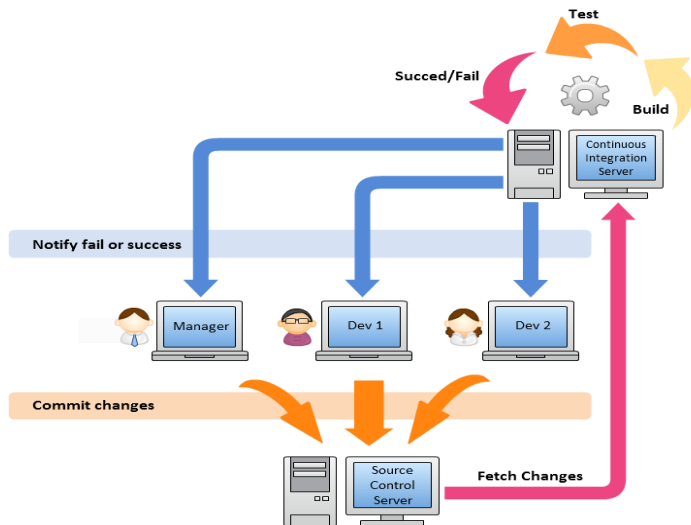 Test
Succed/Fail
Build
Continuous
Integration
Server
Notify fail or success
Manager
Dev 1
Dev 2
Commit changes
Source
Control
Server
Fetch Changes